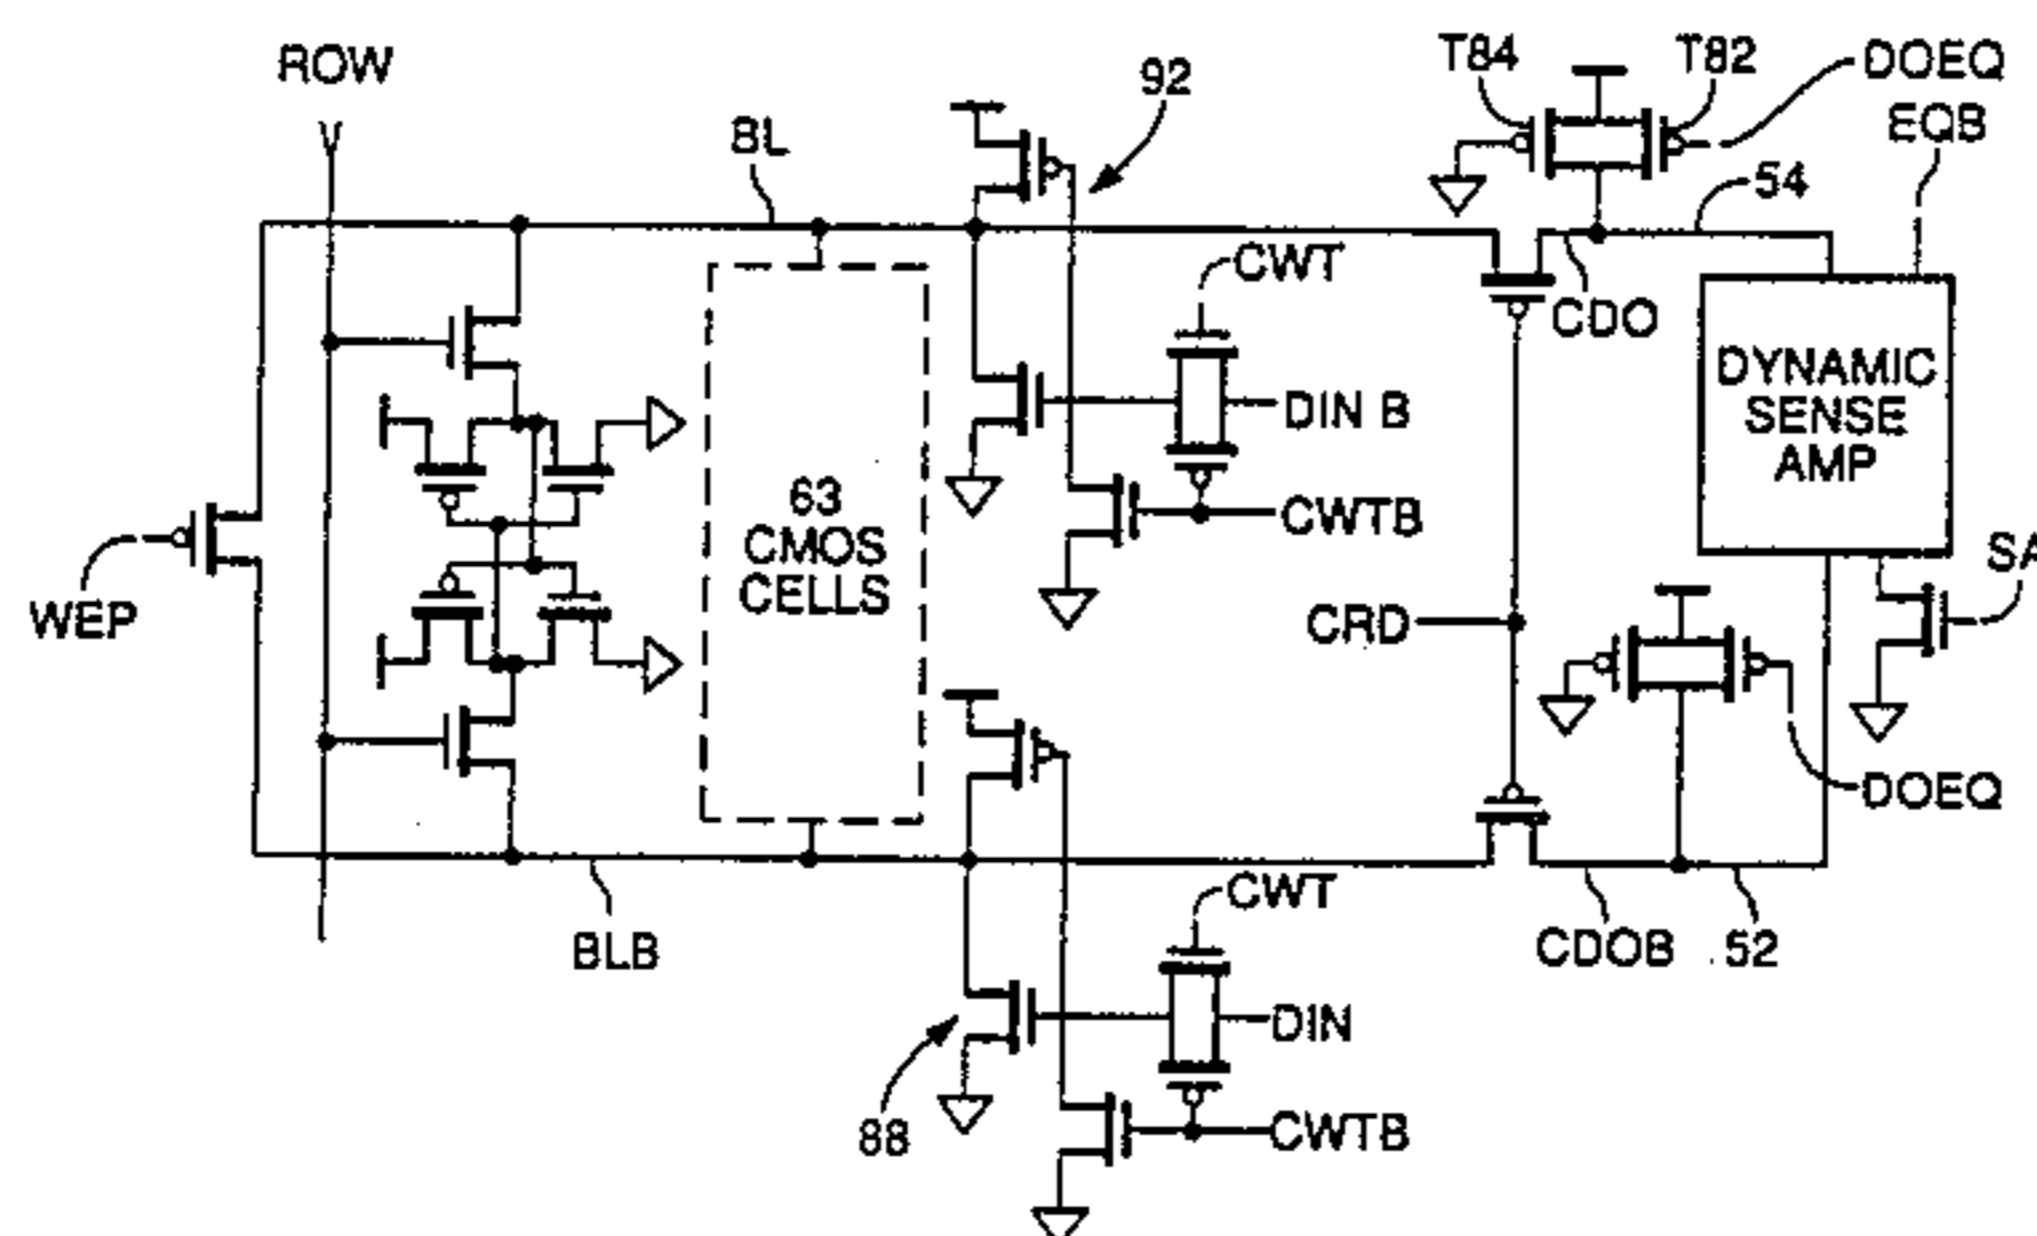 ROW
BL
92
T84
T82
DOEQ
EQB
54
CWT
CDO
DIN B
CWTB
DYNAMIC
SENSE
AMP
WEP
63
CMOS
CELLS
CRD
SA
DOEQ
BLB
CWT
CDOB
52
DIN
88
CWTB